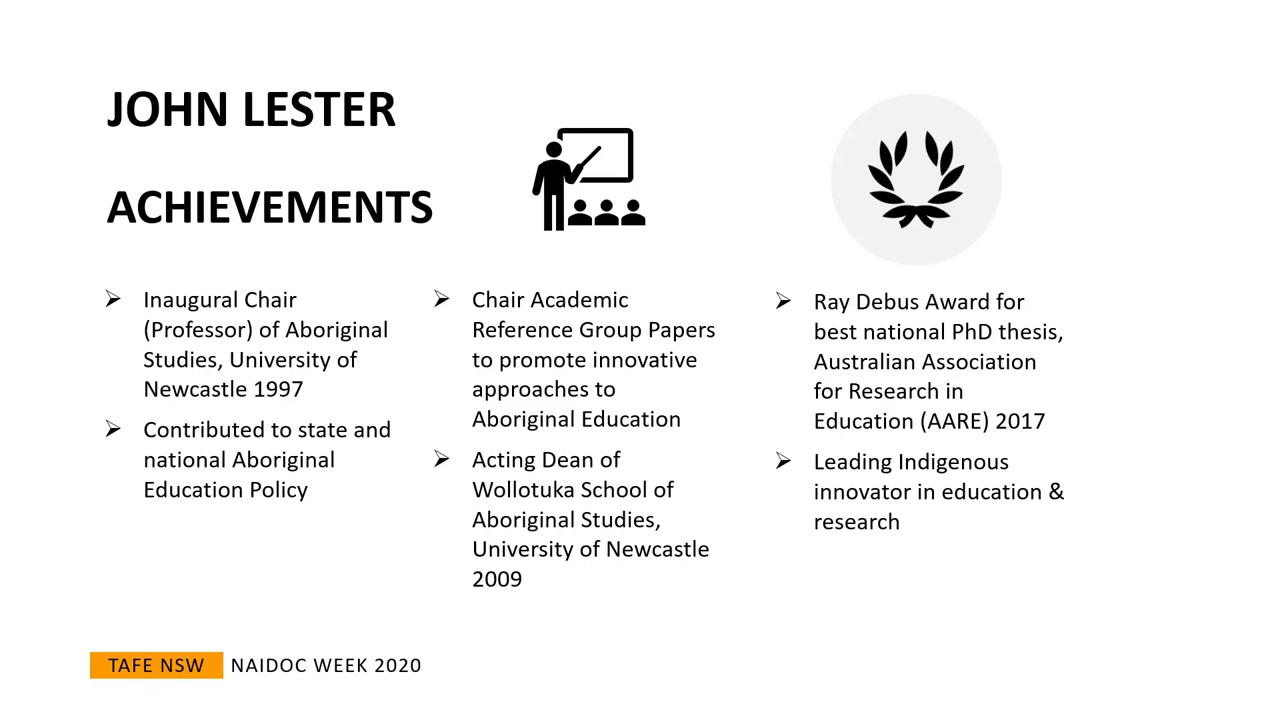 JOHN LESTER
ACHIEVEMENTS
➢ Inaugural Chair
(Professor) of Aboriginal
Studies, University of
Newcastle 1997
➢ Contributed to state and
national Aboriginal
Education Policy
➢ Chair Academic
Reference Group Papers
to promote innovative
approaches to
Aboriginal Education
➢ Acting Dean of
Wollotuka School of
Aboriginal Studies,
University of Newcastle
2009
➢ Ray Debus Award for
best national PhD thesis,
Australian Association
for Research in
Education (AARE) 2017
➢ Leading Indigenous
innovator in education &
research
TAFE NSW NAIDOC WEEK 2020